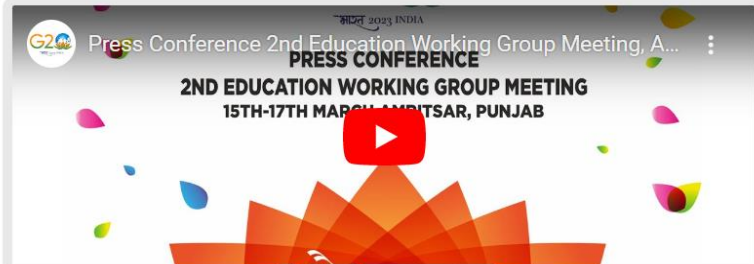 भारत 2023 INDIA
G20
Press Conference 2nd Education Working Group Meeting, A...
PRESS CONFERENCE
2ND EDUCATION WORKING GROUP MEETING
15TH-17TH MARCH AMRITSAR, PUNJAB